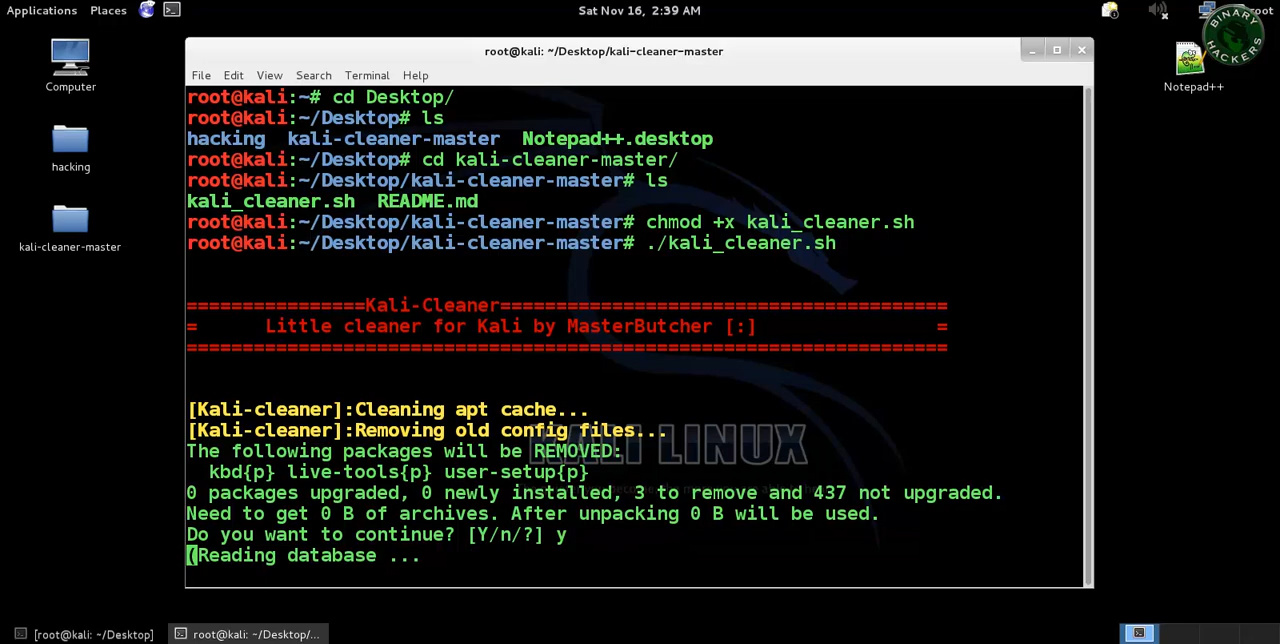 Applications Places Sat Nov 16, 2:39 AM root
BINARY HACKERS
Computer
hacking
kali-cleaner-master
Notepad++
root@kali: ~/Desktop/kali-cleaner-master
File Edit View Search Terminal Help
root@kali:~# cd Desktop/
root@kali:~/Desktop# ls
hacking kali-cleaner-master Notepad++.desktop
root@kali:~/Desktop# cd kali-cleaner-master/
root@kali:~/Desktop/kali-cleaner-master# ls
kali_cleaner.sh README.md
root@kali:~/Desktop/kali-cleaner-master# chmod +x kali_cleaner.sh
root@kali:~/Desktop/kali-cleaner-master# ./kali_cleaner.sh
================Kali-Cleaner========================================
= Little cleaner for Kali by MasterButcher [:] =
====================================================================
[Kali-cleaner]:Cleaning apt cache...
[Kali-cleaner]:Removing old config files...
KALI LINUX
The following packages will be REMOVED:
kbd{p} live-tools{p} user-setup{p}
0 packages upgraded, 0 newly installed, 3 to remove and 437 not upgraded.
Need to get 0 B of archives. After unpacking 0 B will be used.
Do you want to continue? [Y/n/?] y
(Reading database ...
[root@kali: ~/Desktop] root@kali: ~/Desktop/...